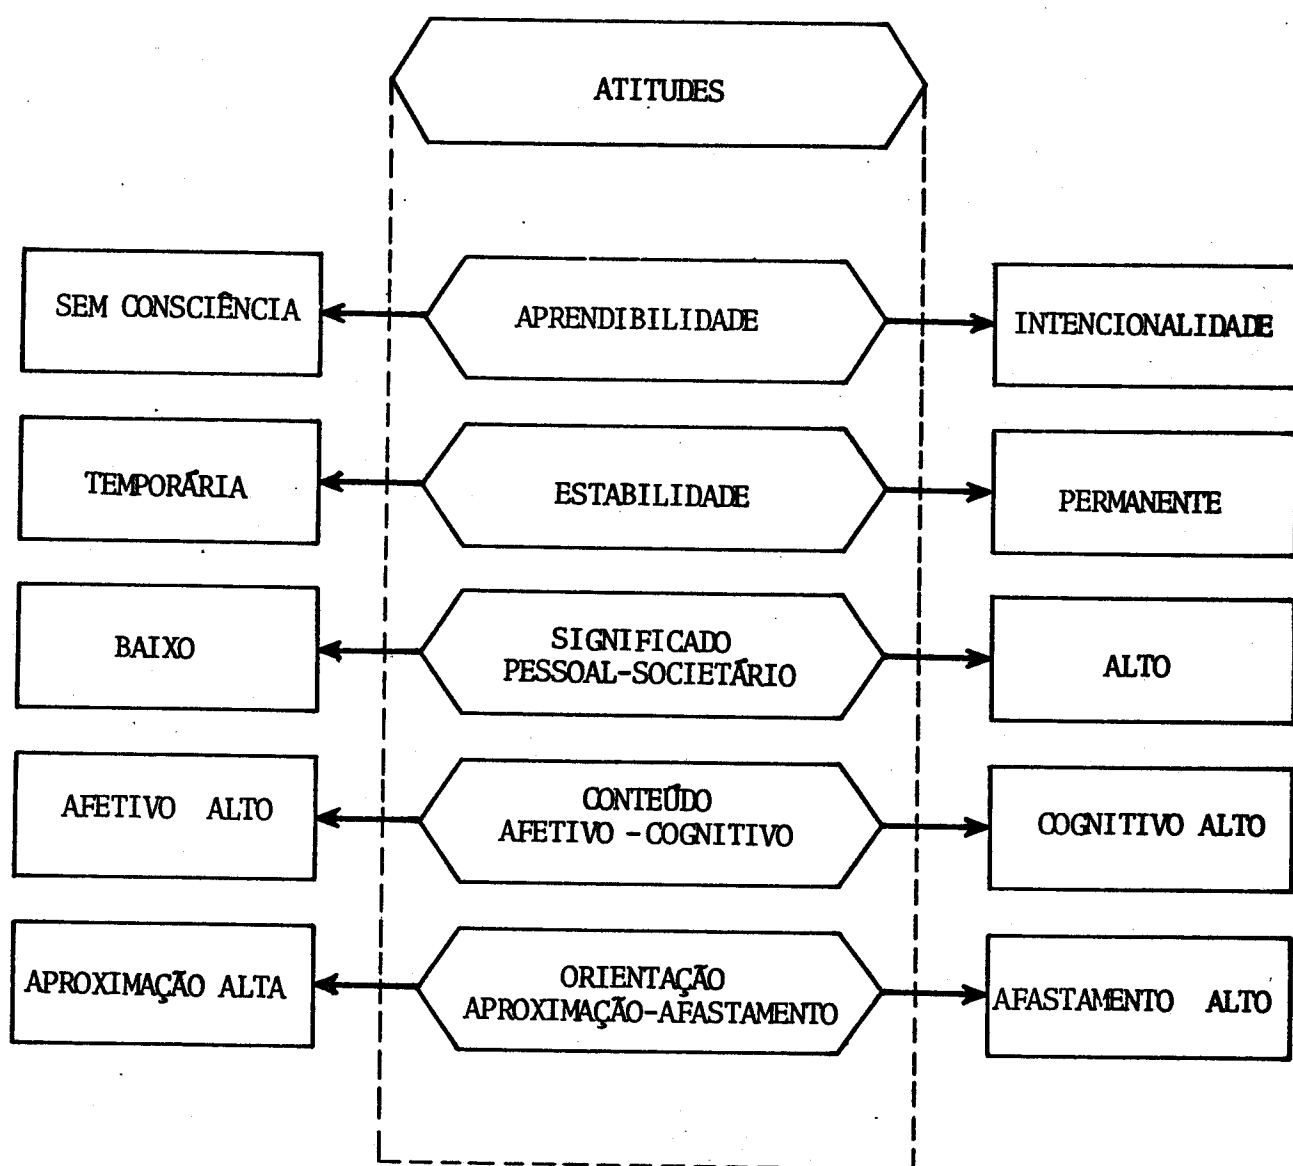 ATITUDES
SEM CONSCIÊNCIA
APRENDIBILIDADE
INTENCIONALIDADE
TEMPORÁRIA
ESTABILIDADE
PERMANENTE
BAIXO
SIGNIFICADO
PESSOAL-SOCIETÁRIO
ALTO
AFETIVO ALTO
CONTEÚDO
AFETIVO-COGNITIVO
COGNITIVO ALTO
APROXIMAÇÃO ALTA
ORIENTAÇÃO
APROXIMAÇÃO-AFASTAMENTO
AFASTAMENTO ALTO